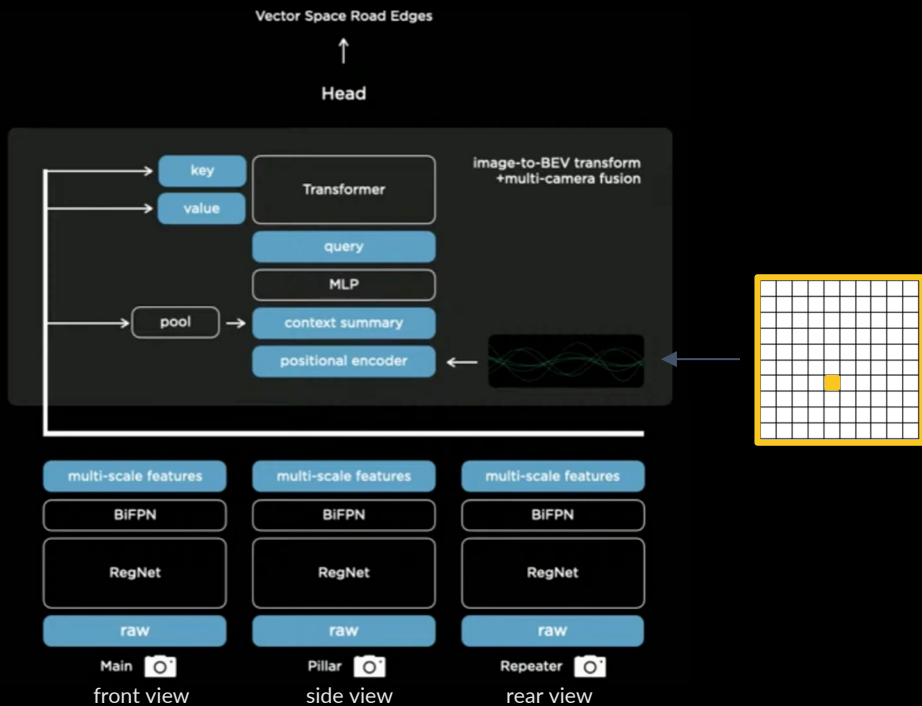 Vector Space Road Edges
Head
image-to-BEV transform
+multi-camera fusion
key
Transformer
value
query
MLP
pool
context summary
positional encoder
multi-scale features
multi-scale features
multi-scale features
BiFPN
BiFPN
BiFPN
RegNet
RegNet
RegNet
raw
raw
raw
Main
Pillar
Repeater
front view
side view
rear view